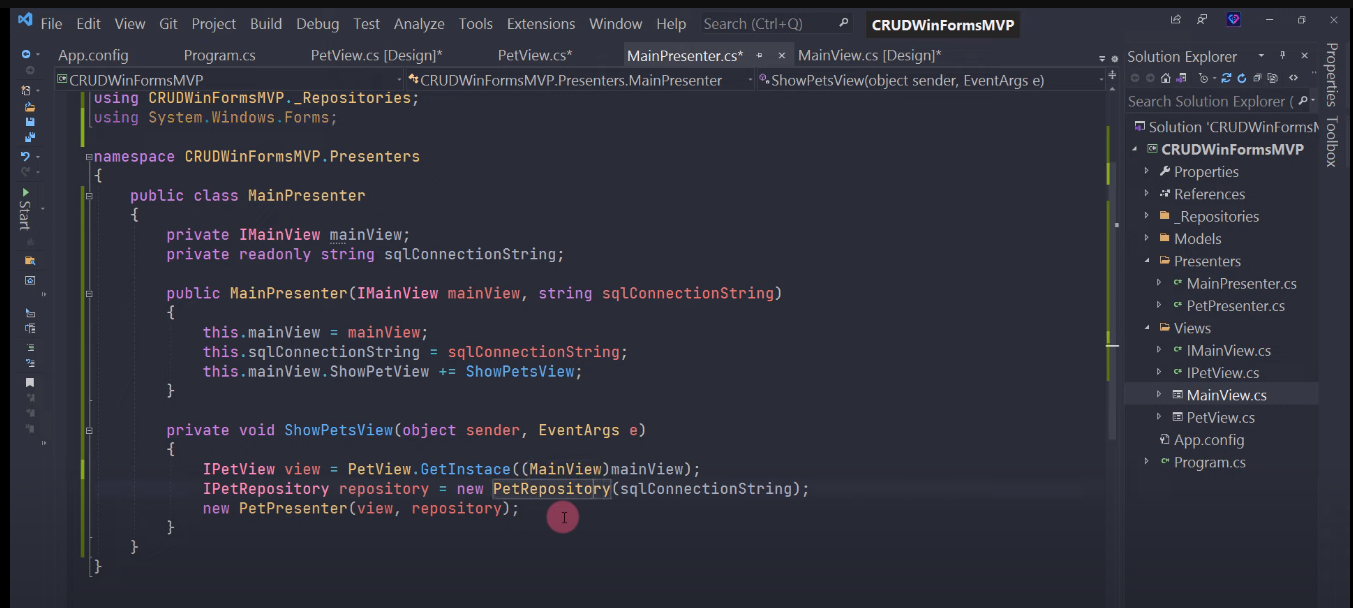 File Edit View Git Project Build Debug Test Analyze Tools Extensions Window Help Search (Ctrl+Q) CRUDWinFormsMVP
App.config Program.cs PetView.cs [Design]* PetView.cs* MainPresenter.cs* MainView.cs [Design]*
CRUDWinFormsMVP CRUDWinFormsMVP.Presenters.MainPresenter ShowPetsView(object sender, EventArgs e)
using CRUDWinFormsMVP._Repositories;
using System.Windows.Forms;
namespace CRUDWinFormsMVP.Presenters
{
public class MainPresenter
{
private IMainView mainView;
private readonly string sqlConnectionString;
public MainPresenter(IMainView mainView, string sqlConnectionString)
{
this.mainView = mainView;
this.sqlConnectionString = sqlConnectionString;
this.mainView.ShowPetView += ShowPetsView;
}
private void ShowPetsView(object sender, EventArgs e)
{
IPetView view = PetView.GetInstace((MainView)mainView);
IPetRepository repository = new PetRepository(sqlConnectionString);
new PetPresenter(view, repository);
}
}
}
Start
Solution Explorer
Search Solution Explorer (
Solution 'CRUDWinFormsM
CRUDWinFormsMVP
Properties
References
_Repositories
Models
Presenters
MainPresenter.cs
PetPresenter.cs
Views
IMainView.cs
IPetView.cs
MainView.cs
PetView.cs
App.config
Program.cs
Properties
Toolbox